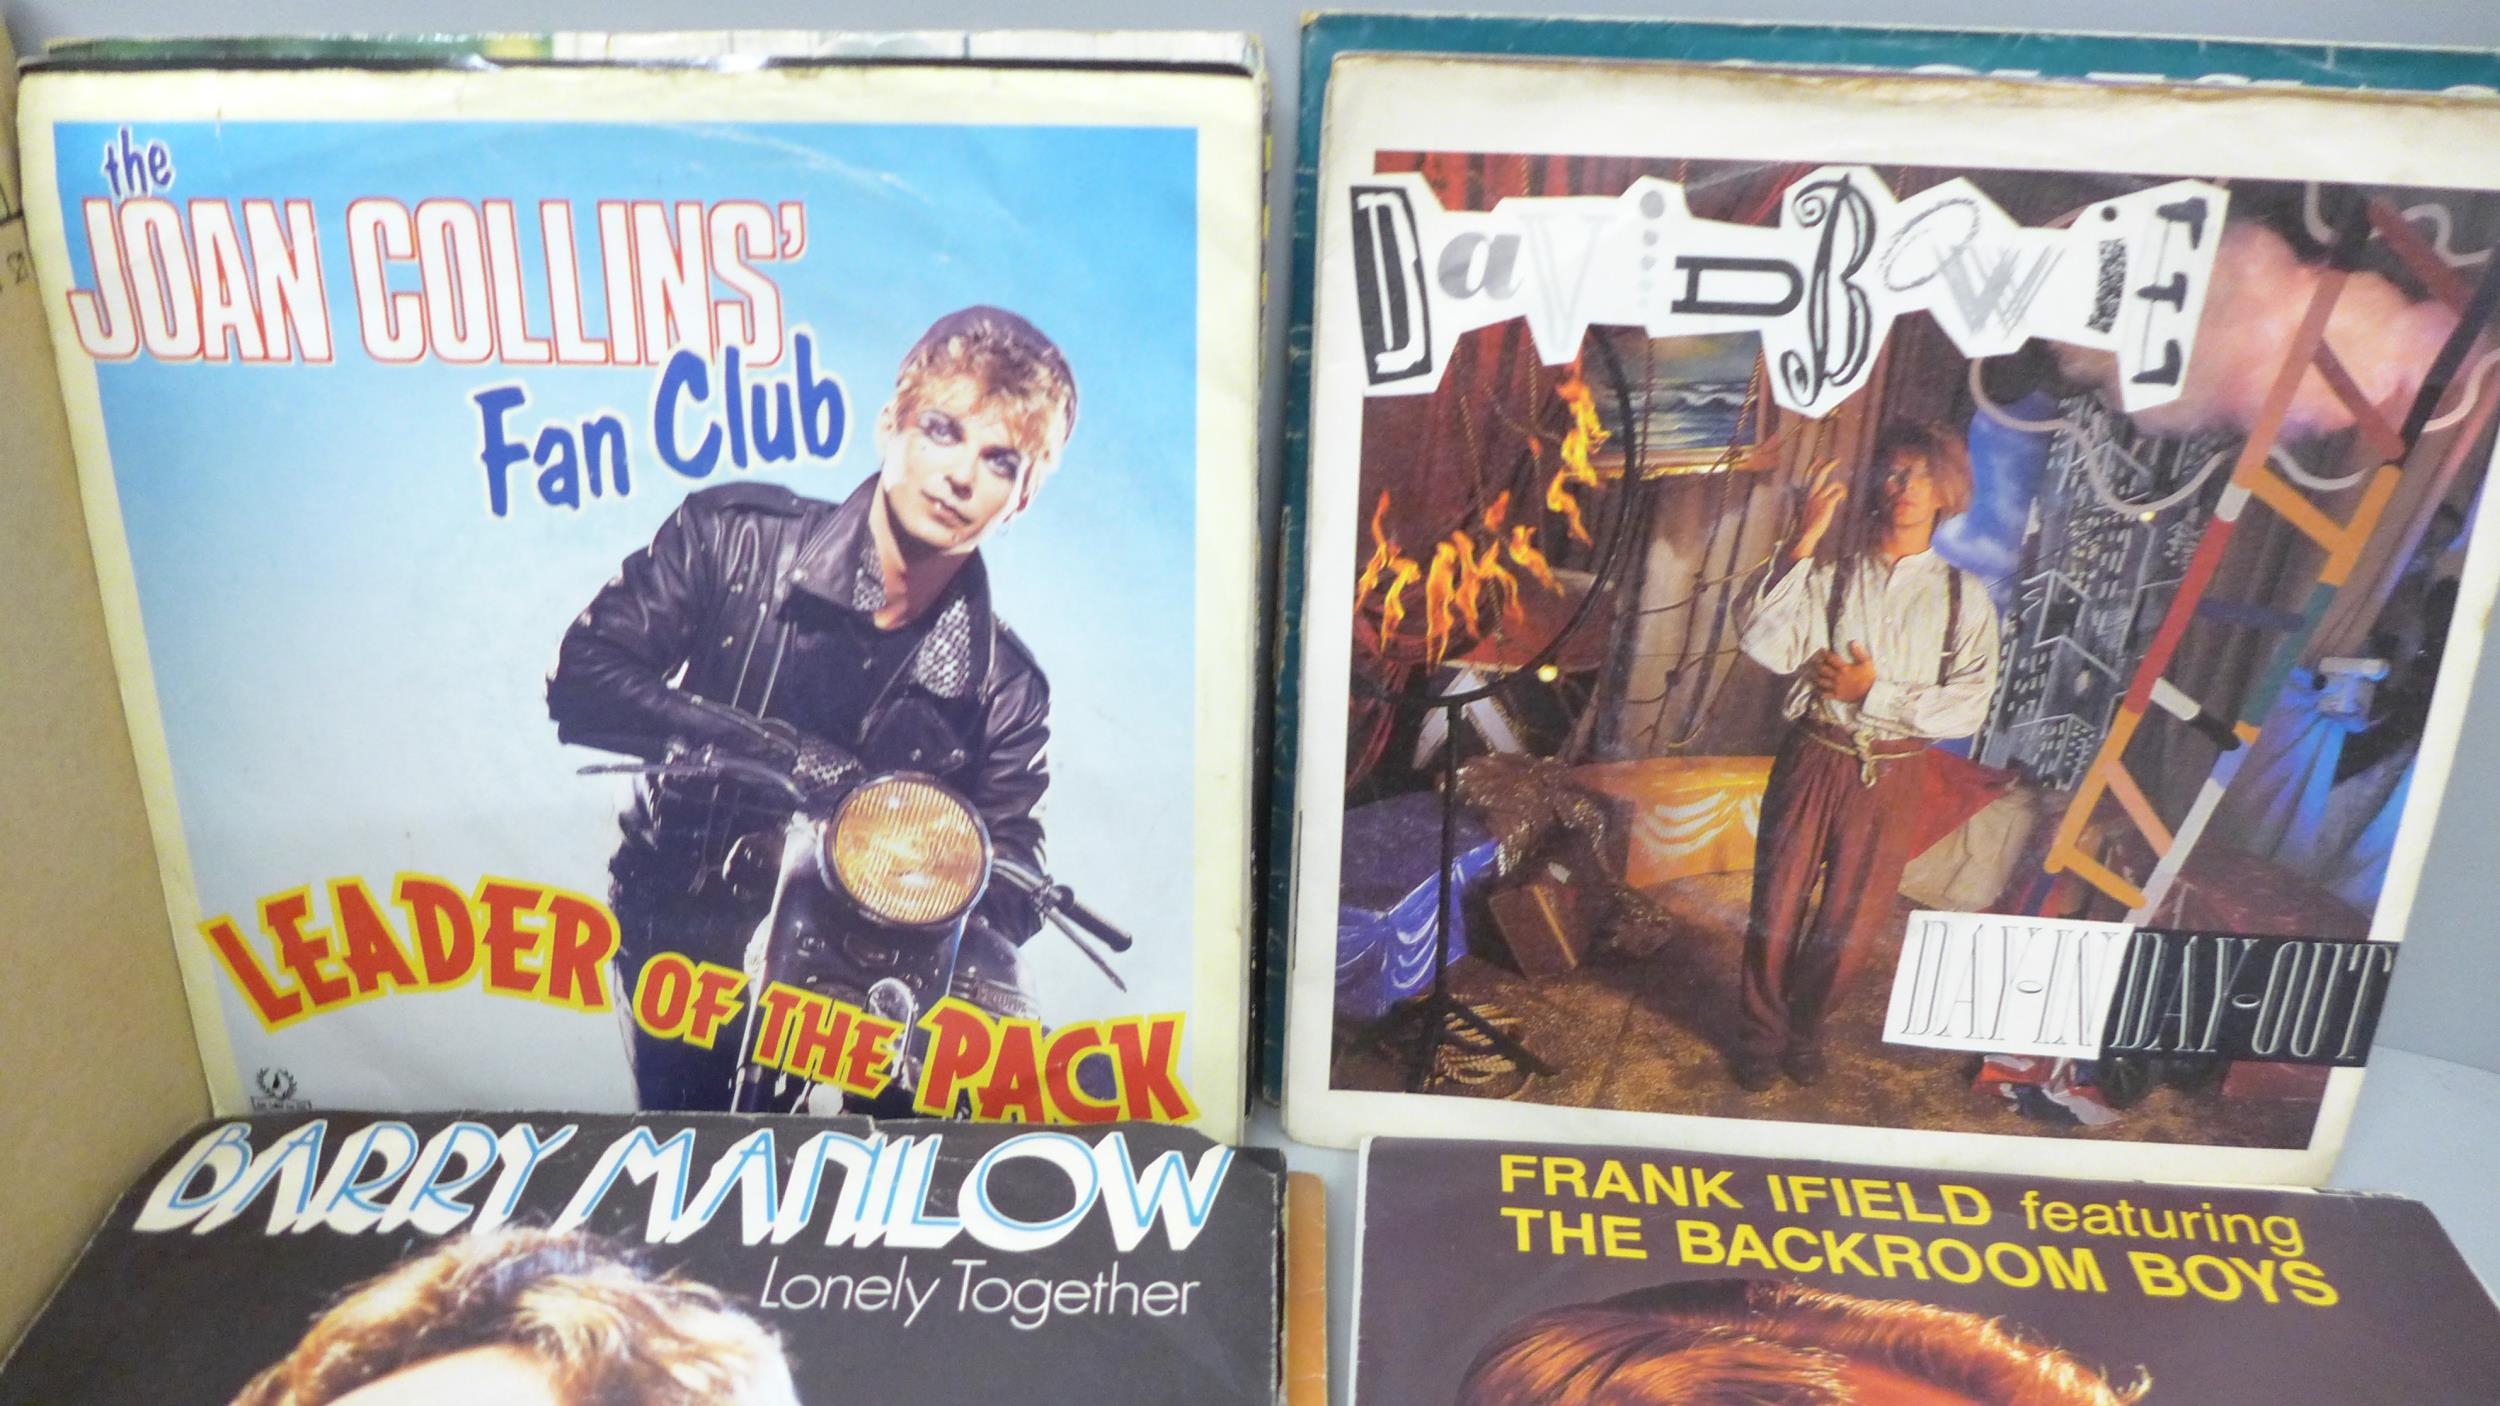 the
JOAN COLLINS'
Fan Club
LEADER OF THE PACK
DaviD BOWiE
DAY-IN DAY-OUT
BARRY MANILOW
Lonely Together
FRANK IFIELD featuring
THE BACKROOM BOYS